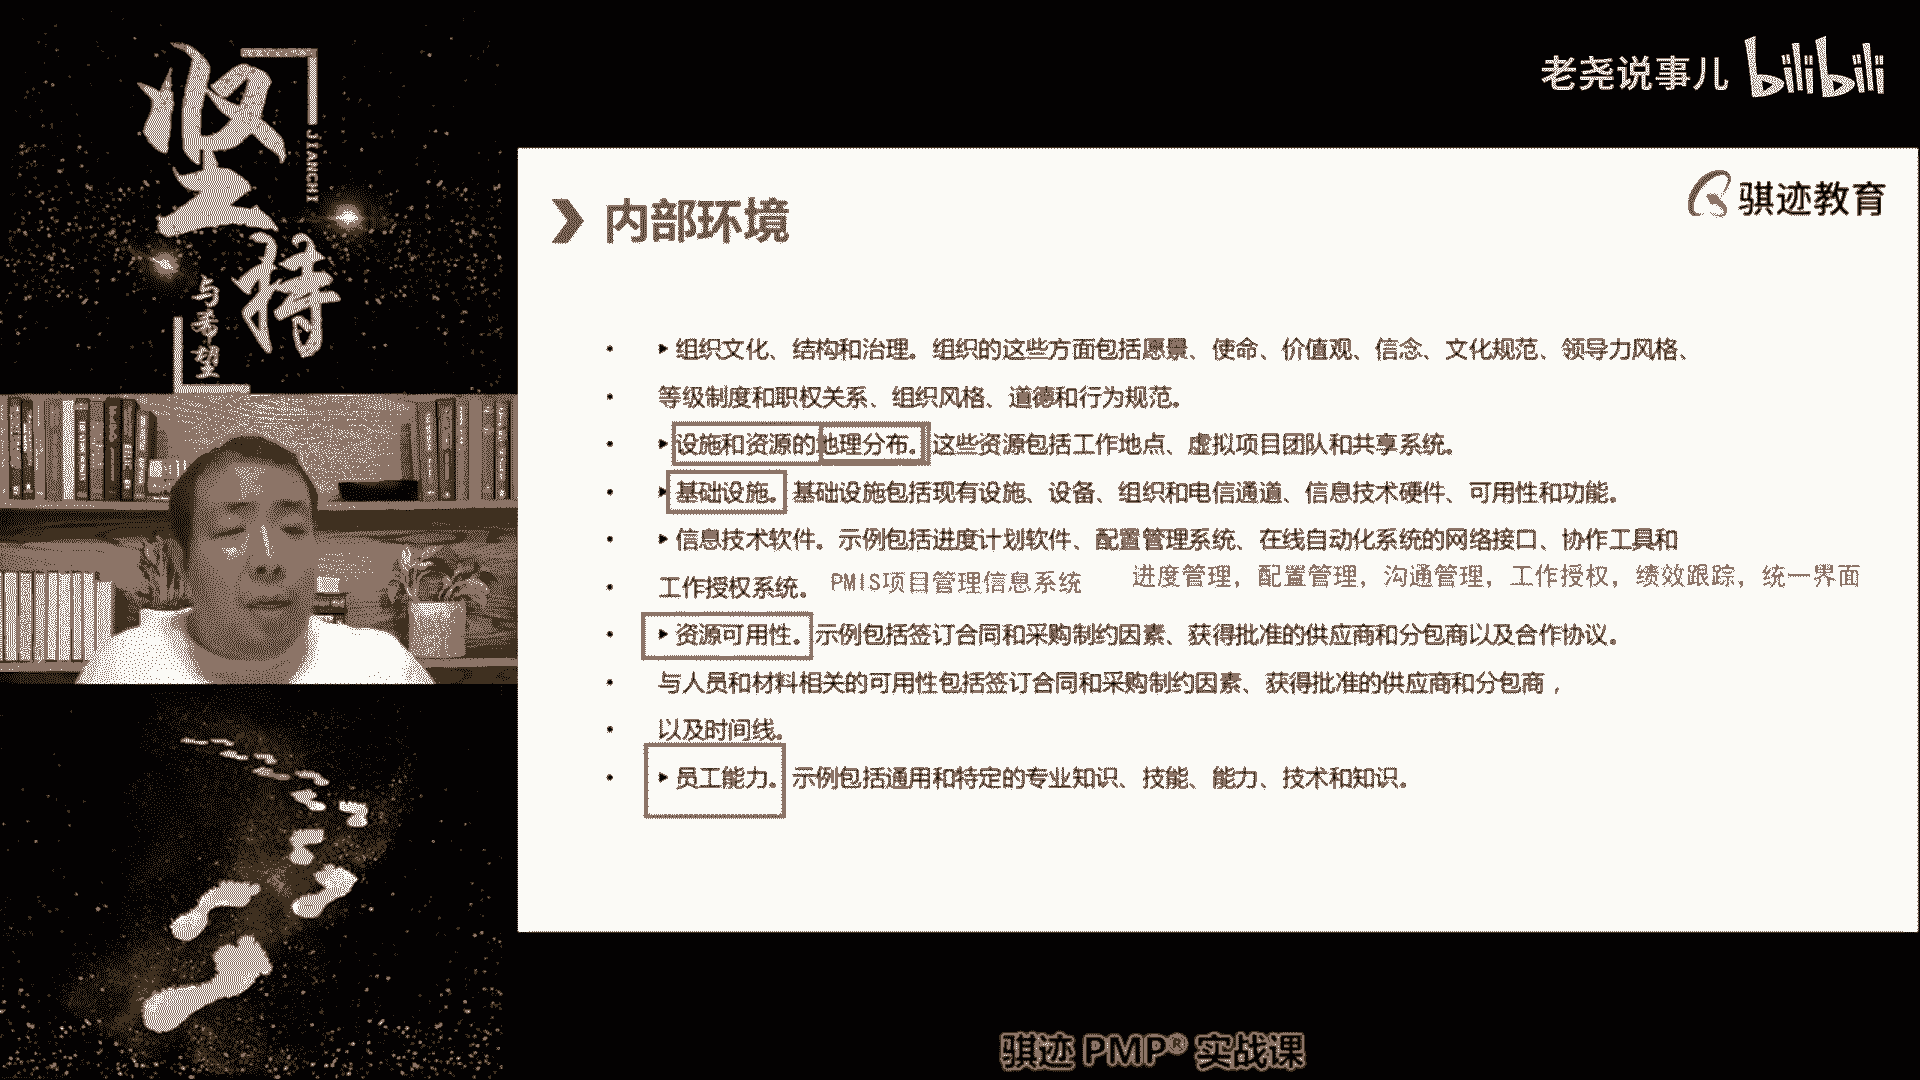 坚持
JIANCHI
与希望
老尧说事儿 bilibili
骐迹教育
内部环境
• ▸组织文化、结构和治理。组织的这些方面包括愿景、使命、价值观、信念、文化规范、领导力风格、
• 等级制度和职权关系、组织风格、道德和行为规范。
• ▸设施和资源的地理分布。这些资源包括工作地点、虚拟项目团队和共享系统。
• ▸基础设施。基础设施包括现有设施、设备、组织和电信通道、信息技术硬件、可用性和功能。
• ▸信息技术软件。示例包括进度计划软件、配置管理系统、在线自动化系统的网络接口、协作工具和
• 工作授权系统。 PMIS项目管理信息系统 进度管理，配置管理，沟通管理，工作授权，绩效跟踪，统一界面
• ▸资源可用性。示例包括签订合同和采购制约因素、获得批准的供应商和分包商以及合作协议。
• 与人员和材料相关的可用性包括签订合同和采购制约因素、获得批准的供应商和分包商，
• 以及时间线。
• ▸员工能力。示例包括通用和特定的专业知识、技能、能力、技术和知识。
骐迹 PMP® 实战课